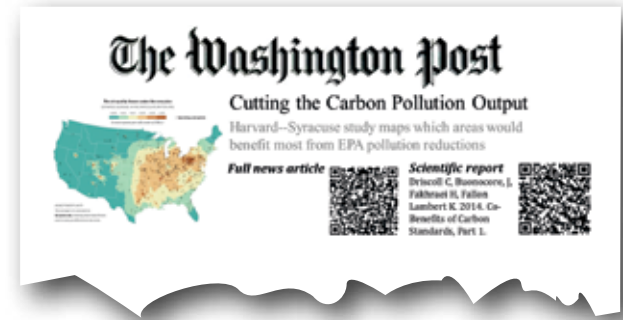 The Washington Post
Cutting the Carbon Pollution Output
Harvard–Syracuse study maps which areas would
benefit most from EPA pollution reductions
Full news article
Scientific report
Driscoll C, Buonocore, J,
Fakhraei H, Fallon
Lambert K. 2014. Co-
Benefits of Carbon
Standards, Part 1.